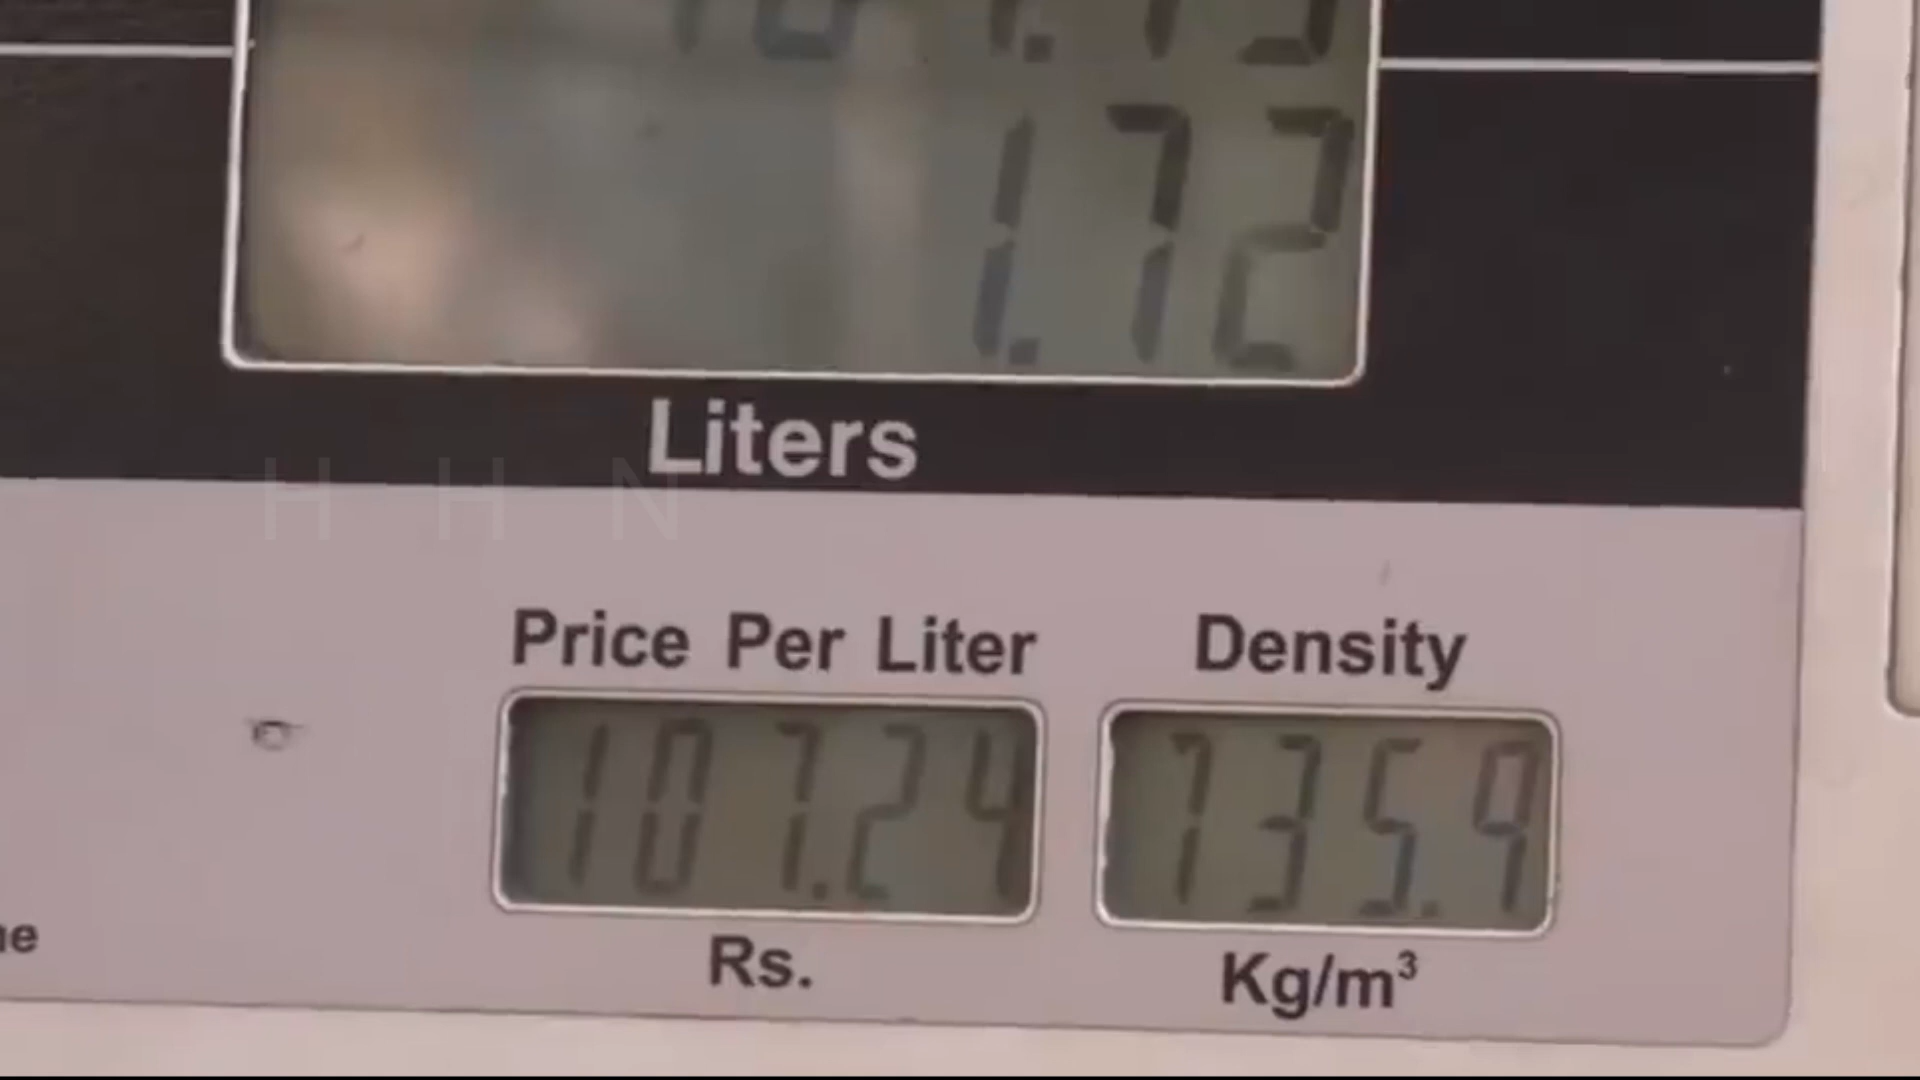 1.72
Liters
H H N
Price Per Liter Density
107.24 735.9
Rs. Kg/m³